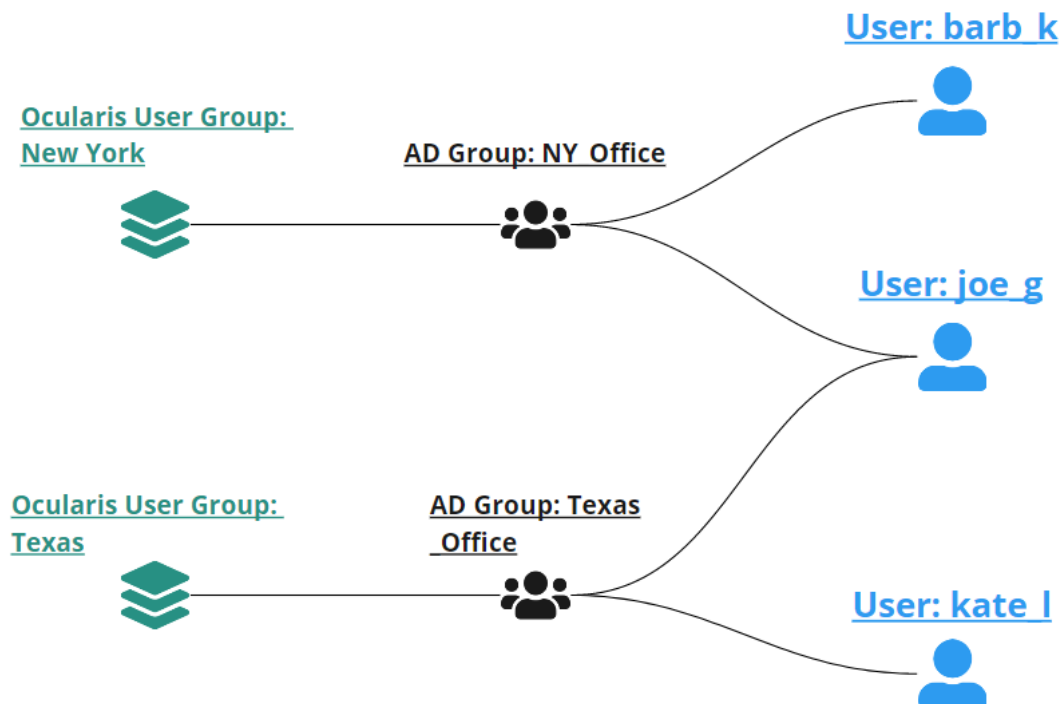 User: barb_k
Ocularis User Group:
New York
AD Group: NY_Office
User: joe_g
Ocularis User Group:
Texas
AD Group: Texas
_Office
User: kate_l